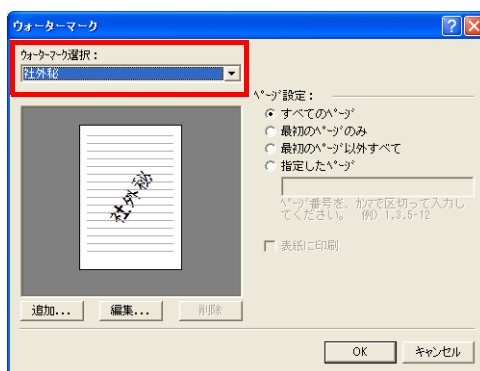 ウォーターマーク
ｳｫｰﾀｰﾏｰｸ選択：
社外秘
社外秘
ﾍﾟｰｼﾞ設定：
すべてのﾍﾟｰｼﾞ
最初のﾍﾟｰｼﾞのみ
最初のﾍﾟｰｼﾞ以外すべて
指定したﾍﾟｰｼﾞ
ﾍﾟｰｼﾞ番号を、ｶﾝﾏで区切って入力し
てください。 例) 1,3,5-12
表紙に印刷
追加... 編集... 削除
OK キャンセル